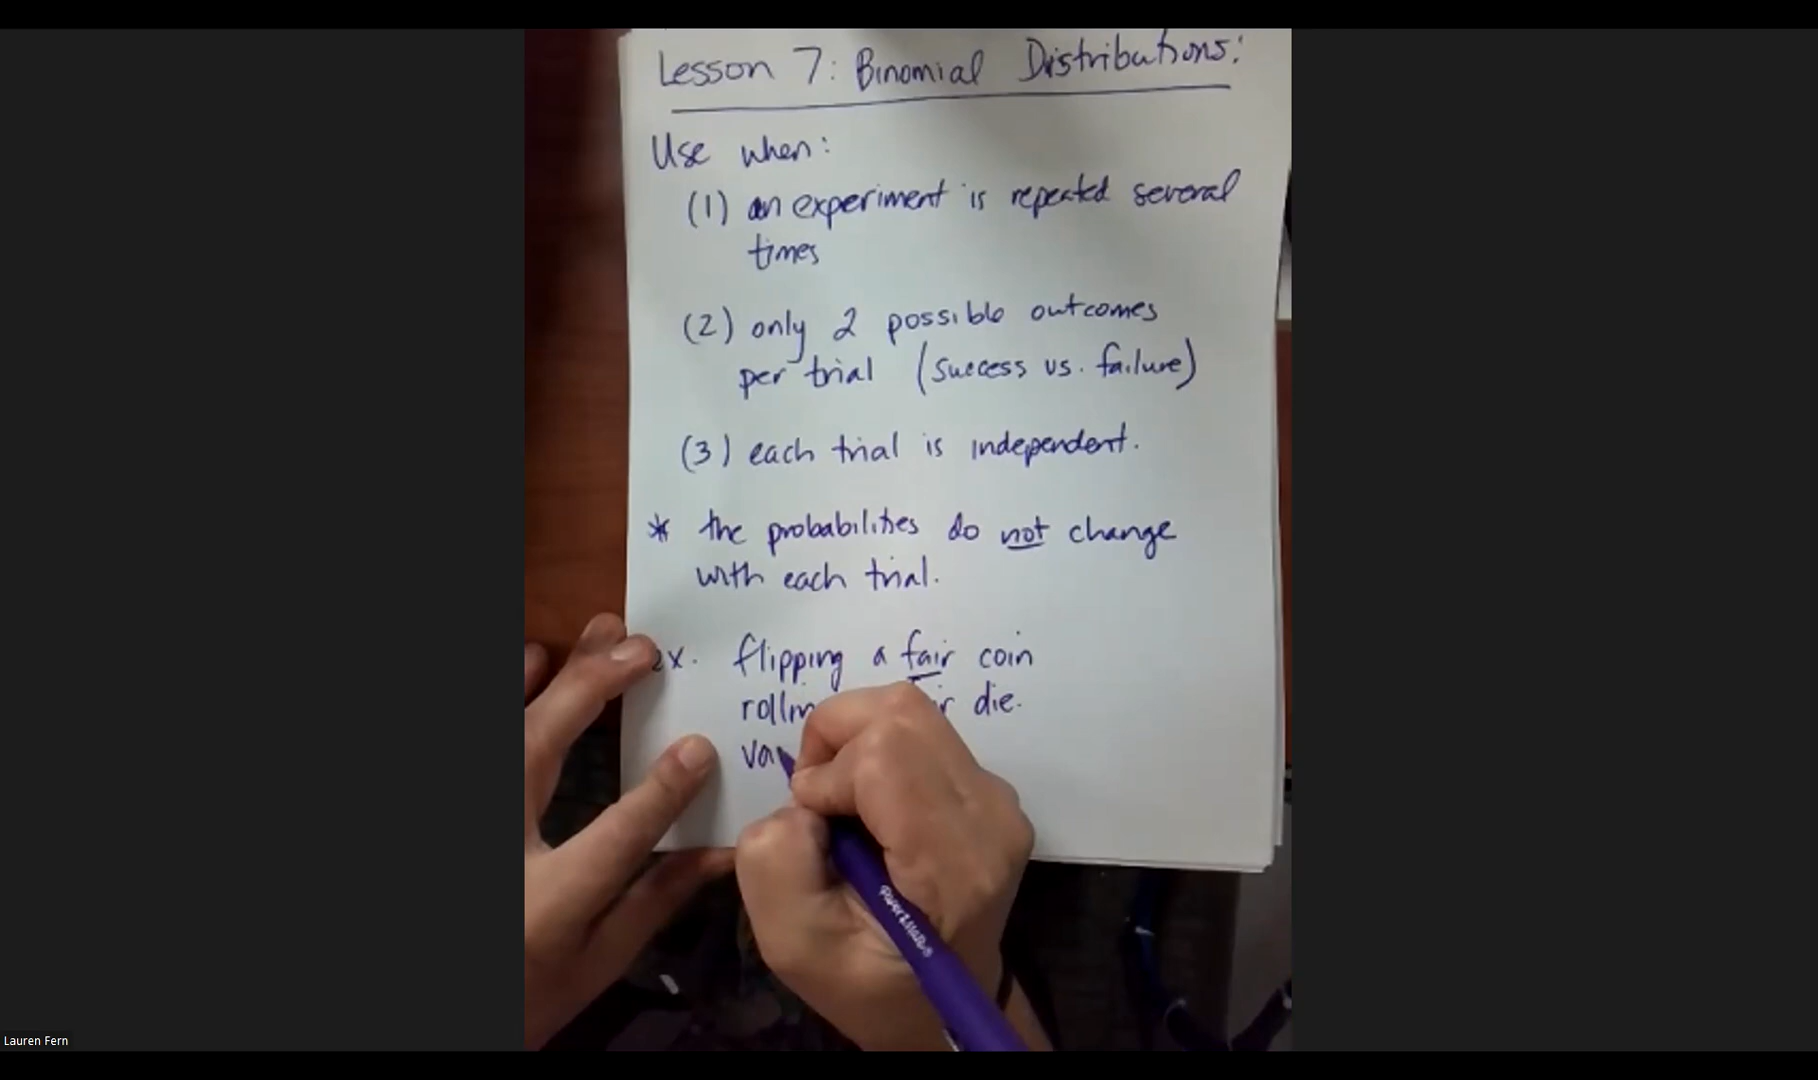 Lesson 7: Binomial Distributions:
Use when:
(1) an experiment is repeated several
times
(2) only 2 possible outcomes
per trial (success vs. failure)
(3) each trial is independent.
* the probabilities do not change
with each trial.
ex. flipping a fair coin
die.
PaperMate
Lauren Fern